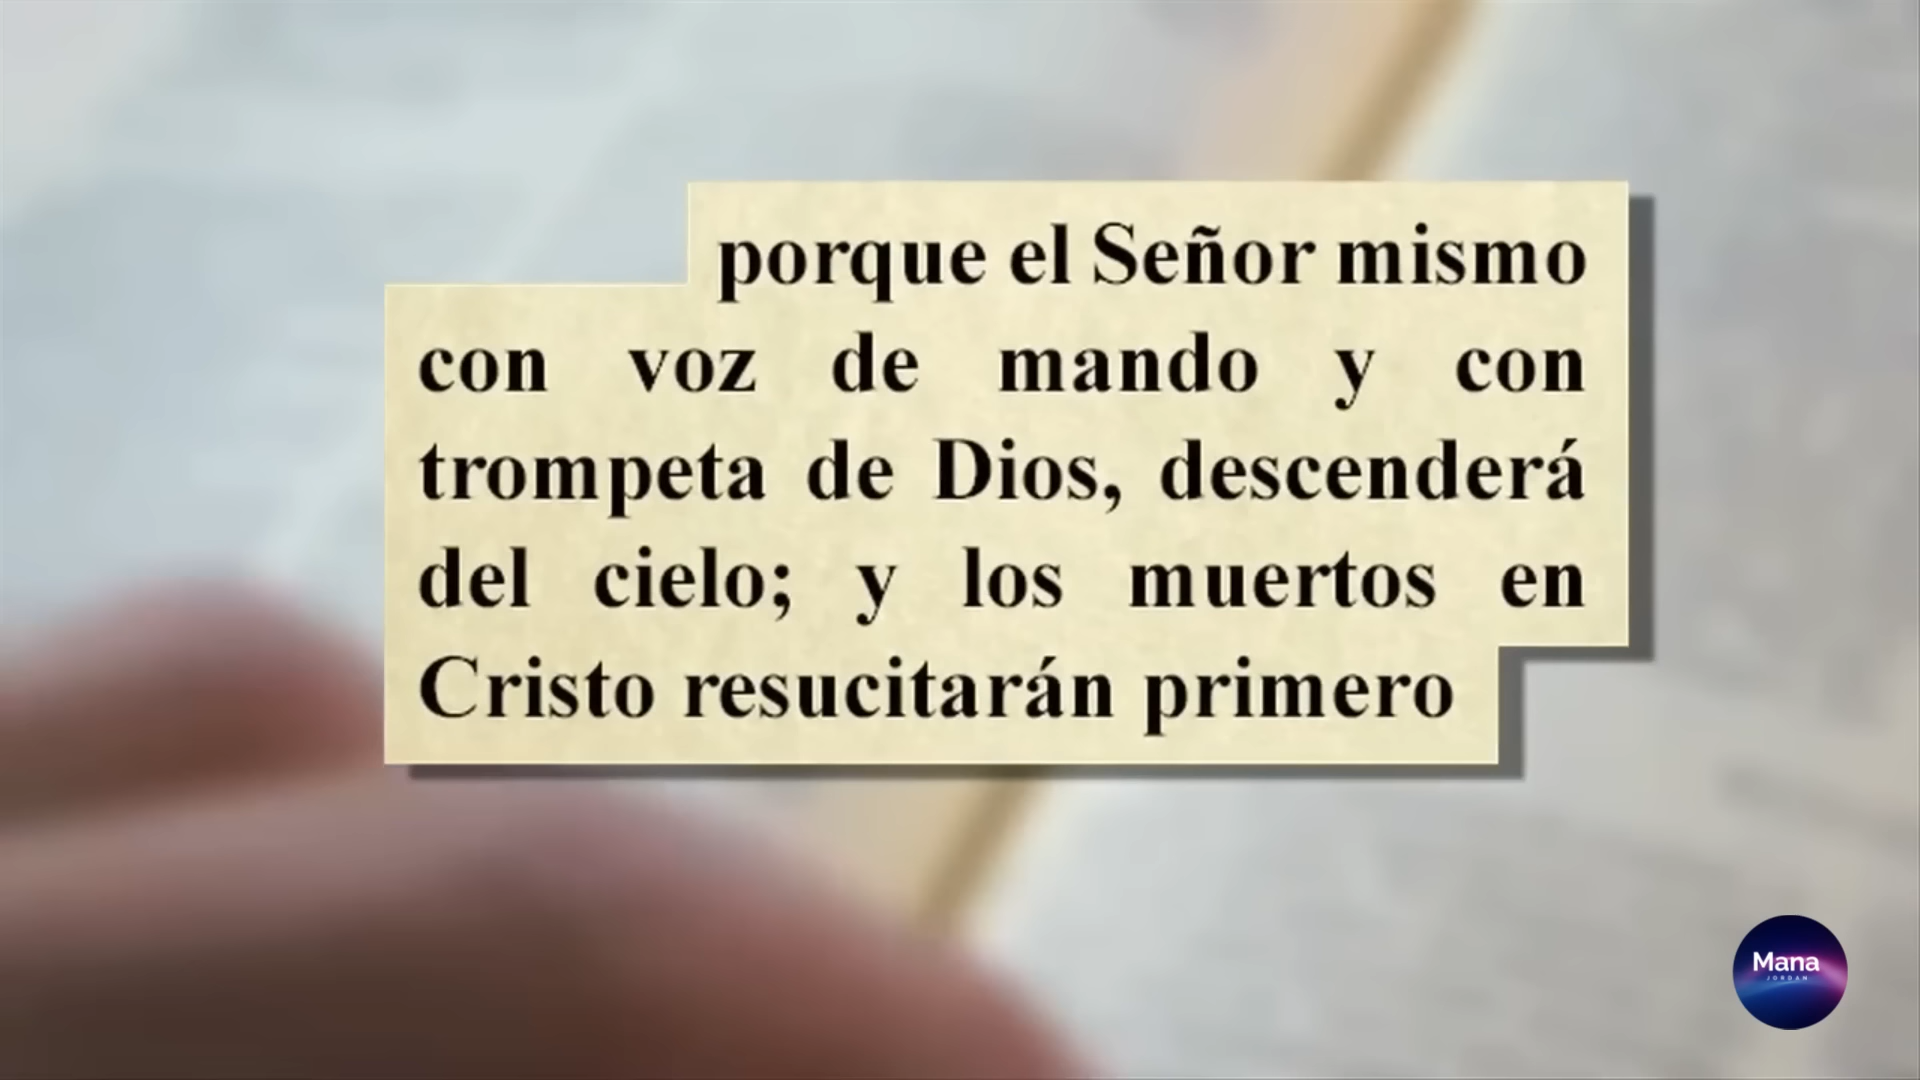 porque el Señor mismo
con voz de mando y con
trompeta de Dios, descenderá
del cielo; y los muertos en
Cristo resucitarán primero
Mana
JORDAN